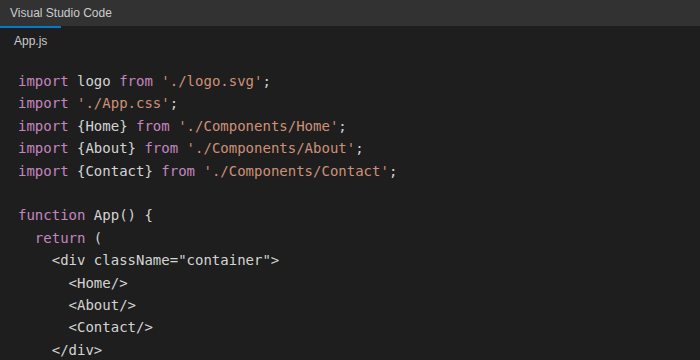 Visual Studio Code
App.js
import logo from './logo.svg';
import './App.css';
import {Home} from './Components/Home';
import {About} from './Components/About';
import {Contact} from './Components/Contact';

function App() {
  return (
    <div className="container">
      <Home/>
      <About/>
      <Contact/>
    </div>